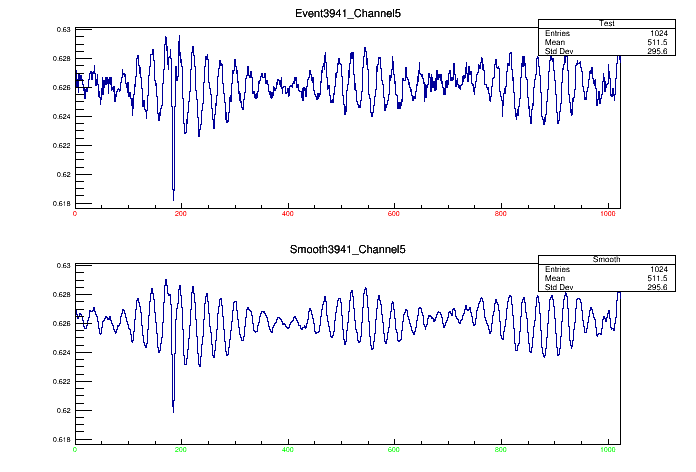 Event3941_Channel5
Test
Entries 1024
Mean 511.5
Std Dev 295.6
0.63
0.628
0.626
0.624
0.622
0.62
0.618
0 200 400 600 800 1000
Smooth3941_Channel5
Smooth
Entries 1024
Mean 511.5
Std Dev 295.6
0.63
0.628
0.626
0.624
0.622
0.62
0.618
0 200 400 600 800 1000